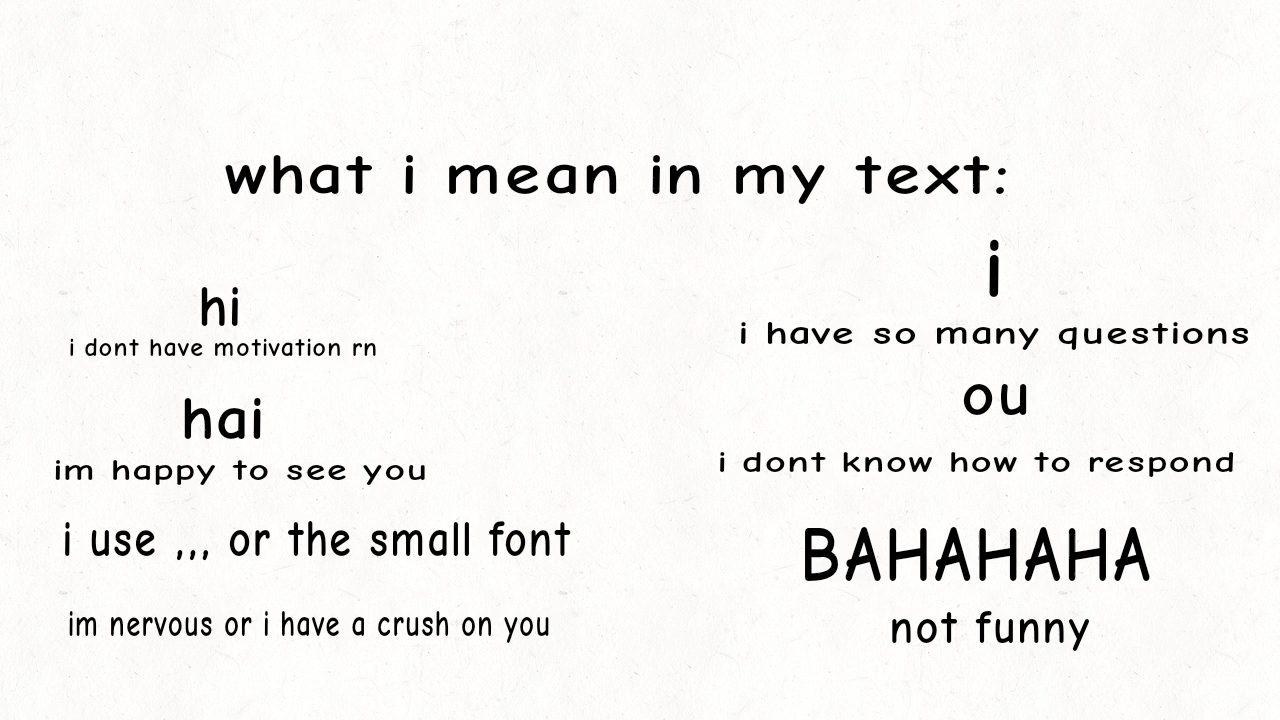 what i mean in my text:
hi
i dont have motivation rn
hai
im happy to see you
i use ,,, or the small font
im nervous or i have a crush on you
i
i have so many questions
ou
i dont know how to respond
BAHAHAHA
not funny